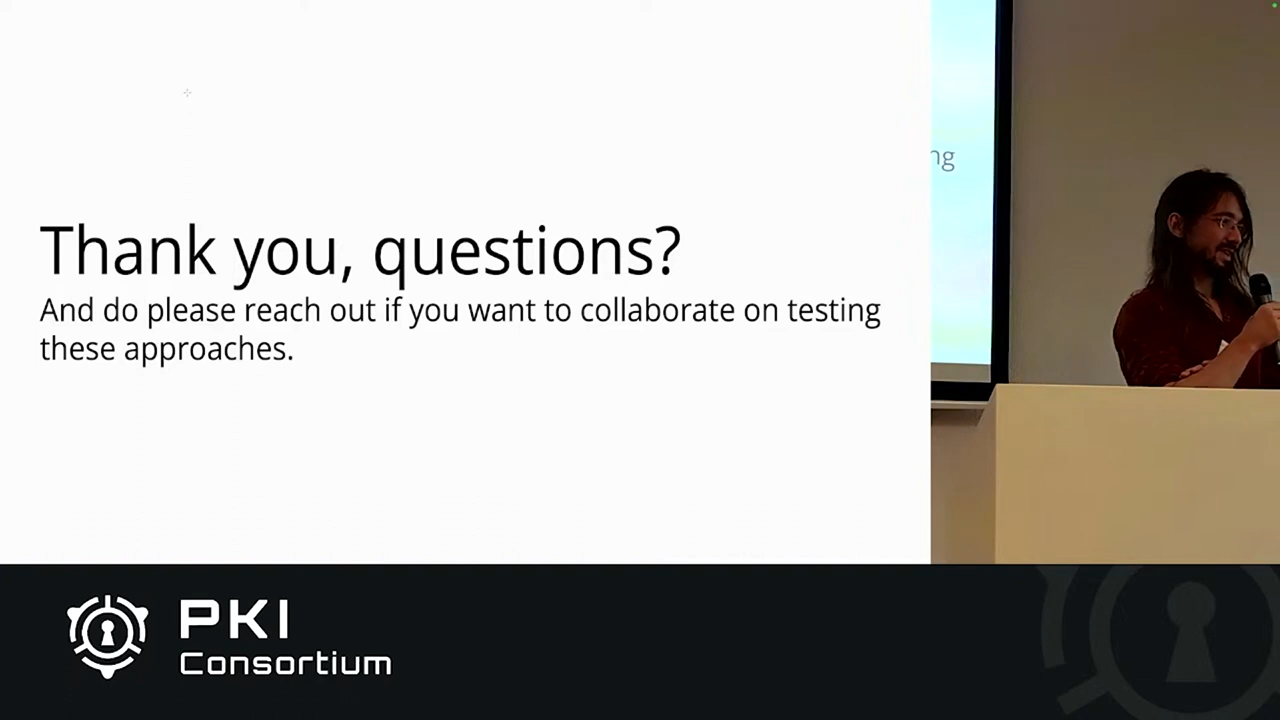 Thank you, questions?
And do please reach out if you want to collaborate on testing
these approaches.
ng
PKI
Consortium